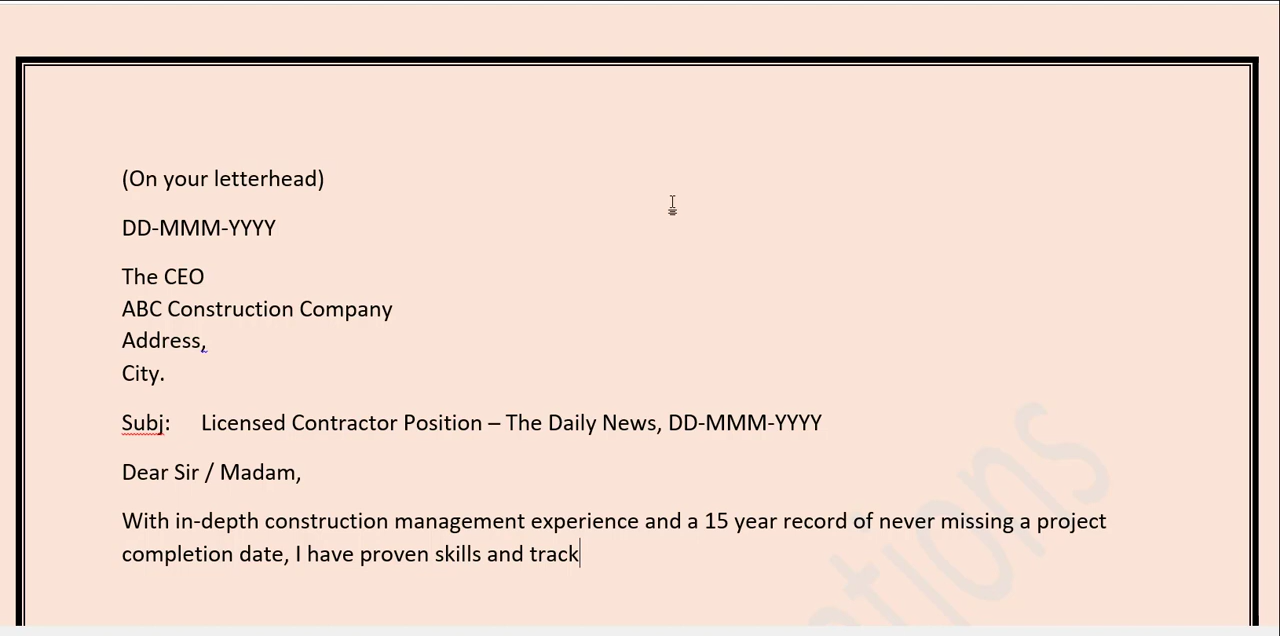 (On your letterhead)
DD-MMM-YYYY
The CEO
ABC Construction Company
Address,
City.
Subj: Licensed Contractor Position – The Daily News, DD-MMM-YYYY
Dear Sir / Madam,
With in-depth construction management experience and a 15 year record of never missing a project
completion date, I have proven skills and track